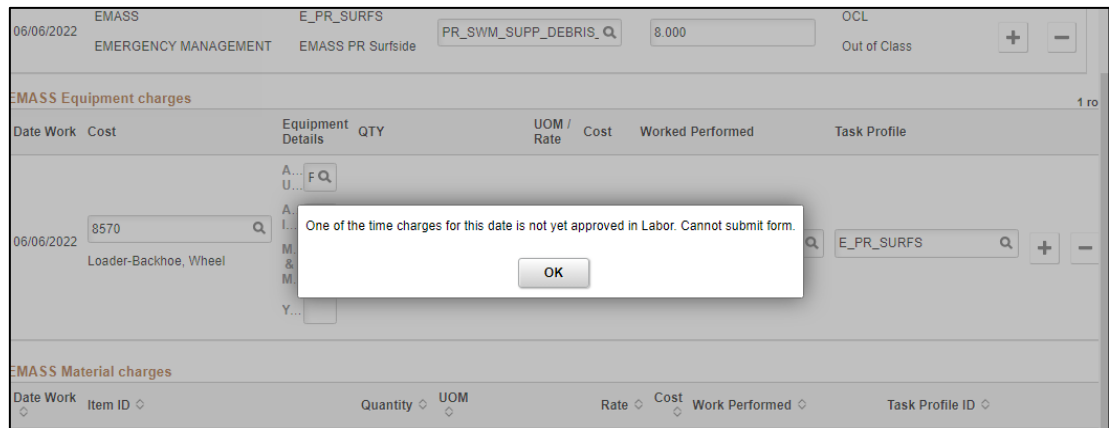 EMASS E_PR_SURFS OCL
06/06/2022 PR_SWM_SUPP_DEBRIS_ 8.000
EMERGENCY MANAGEMENT EMASS PR Surfside Out of Class
EMASS Equipment charges
1 ro
Date Work Cost Equipment Details QTY UOM / Rate Cost Worked Performed Task Profile
A...
U... F
A.
I...
One of the time charges for this date is not yet approved in Labor. Cannot submit form.
8570
06/06/2022 E_PR_SURFS
Loader-Backhoe, Wheel
M.
&
M.
OK
Y...
EMASS Material charges
Date Work Item ID Quantity UOM Rate Cost Work Performed Task Profile ID